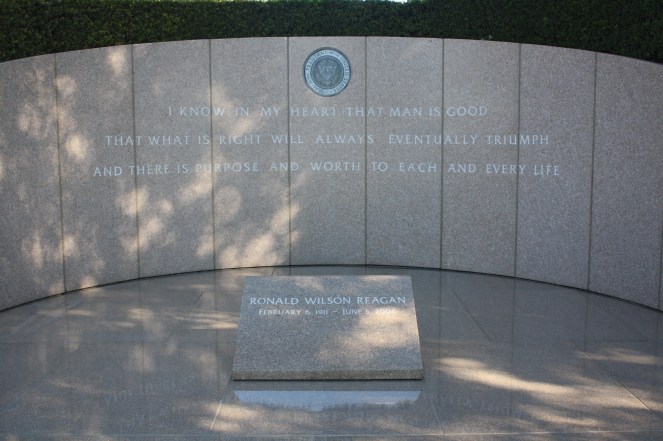 I KNOW IN MY HEART THAT MAN IS GOOD
THAT WHAT IS RIGHT WILL ALWAYS EVENTUALLY TRIUMPH
AND THERE IS PURPOSE AND WORTH TO EACH AND EVERY LIFE
RONALD WILSON REAGAN
FEBRUARY 6, 1911 – JUNE 5, 2004